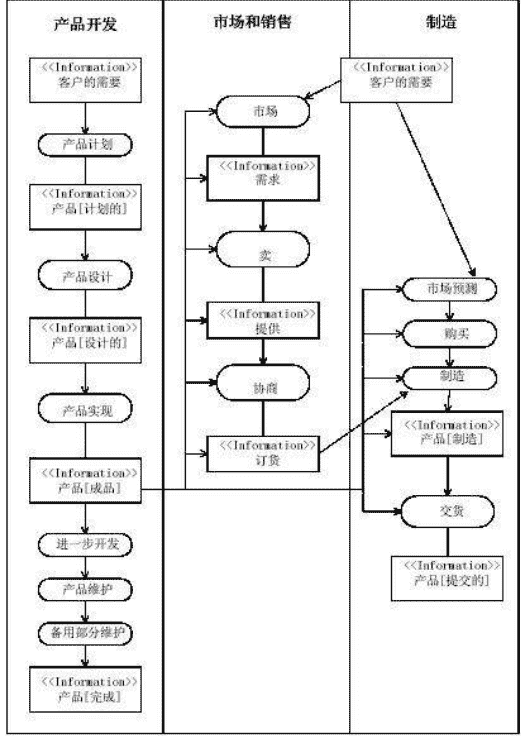 产品开发
<<Information>>
客户的需要
产品计划
<<Information>>
产品[计划的]
产品设计
<<Information>>
产品[设计的]
产品实现
<<Information>>
产品[成品]
进一步开发
产品维护
备用部分维护
<<Information>>
产品[完成]
市场和销售
市场
<<Information>>
需求
卖
<<Information>>
提供
协商
<<Information>>
订货
制造
<<Information>>
客户的需要
市场预测
购买
制造
<<Information>>
产品[制造]
交货
<<Information>>
产品[提交的]